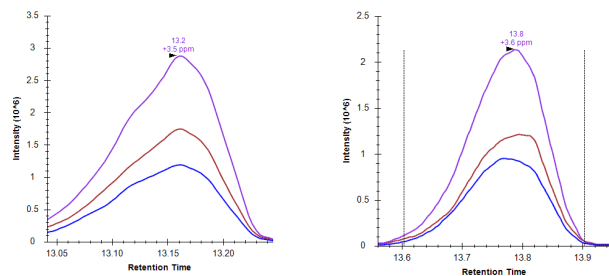 3.5
3
2.5
2
1.5
1
0.5
0
Intensity (10^6)
13.2
+3.5 ppm
13.05 13.10 13.15 13.20
Retention Time
2.5
2
1.5
1
0.5
0
Intensity (10^6)
13.8
+3.6 ppm
13.6 13.7 13.8 13.9
Retention Time